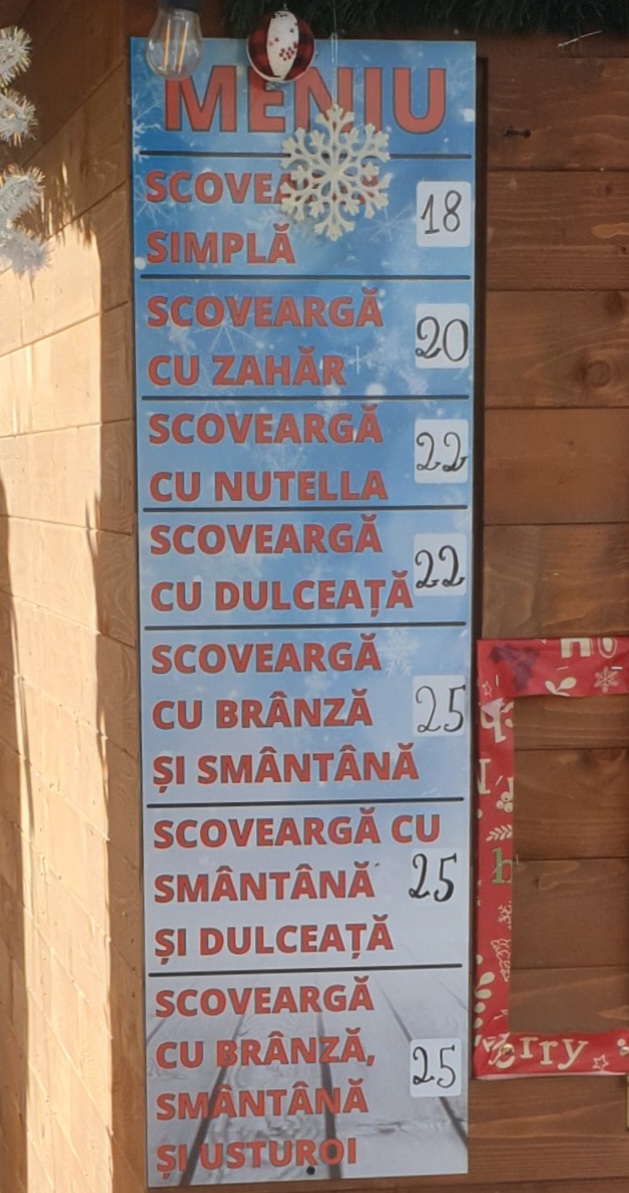 MENIU
SIMPLĂ 18
SCOVEARGĂ
CU ZAHĂR 20
SCOVEARGĂ
CU NUTELLA 22
SCOVEARGĂ
CU DULCEAȚĂ 22
SCOVEARGĂ
CU BRÂNZĂ 25
ȘI SMÂNTÂNĂ
SCOVEARGĂ CU
SMÂNTÂNĂ 25
ȘI DULCEAȚĂ
SCOVEARGĂ
CU BRÂNZĂ, 25
SMÂNTÂNĂ
ȘI USTUROI